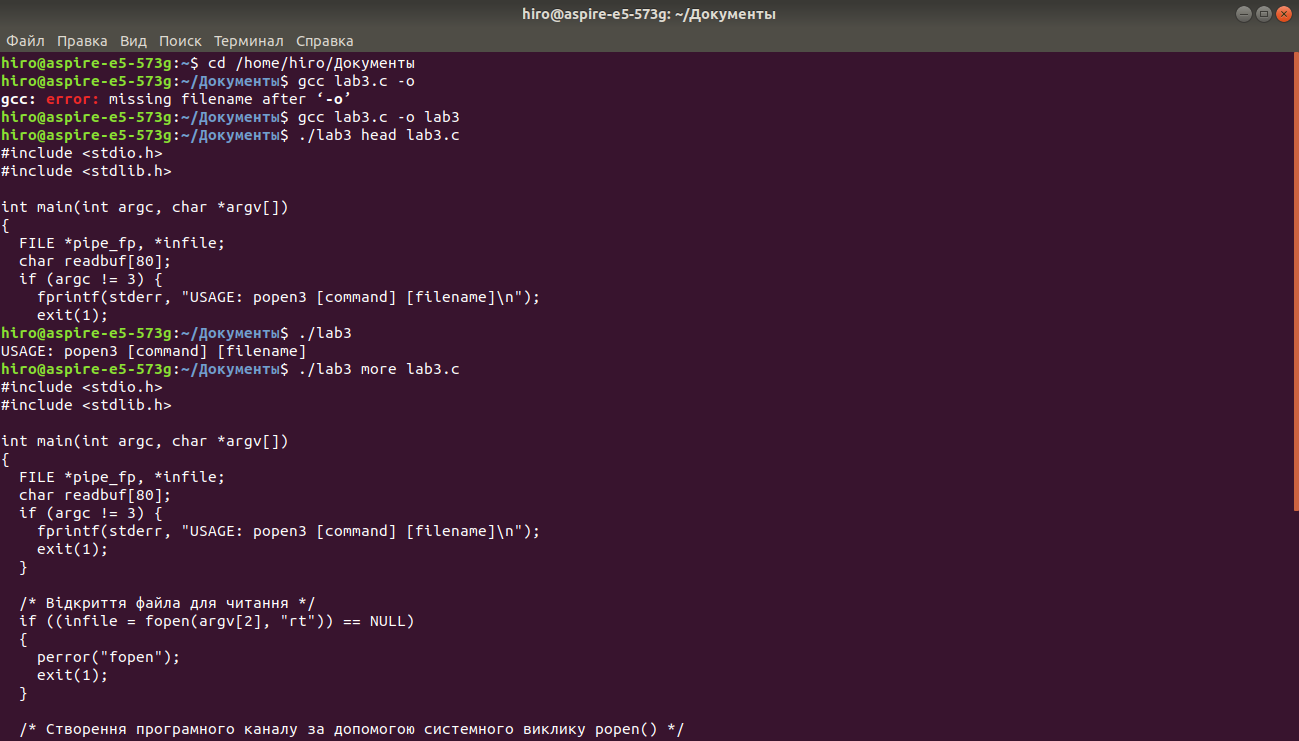 hiro@aspire-e5-573g: ~/Документы
Файл Правка Вид Поиск Терминал Справка
hiro@aspire-e5-573g:~$ cd /home/hiro/Документы
hiro@aspire-e5-573g:~/Документы$ gcc lab3.c -o
gcc: error: missing filename after ‘-o’
hiro@aspire-e5-573g:~/Документы$ gcc lab3.c -o lab3
hiro@aspire-e5-573g:~/Документы$ ./lab3 head lab3.c
#include <stdio.h>
#include <stdlib.h>

int main(int argc, char *argv[])
{
  FILE *pipe_fp, *infile;
  char readbuf[80];
  if (argc != 3) {
    fprintf(stderr, "USAGE: popen3 [command] [filename]\n");
    exit(1);
hiro@aspire-e5-573g:~/Документы$ ./lab3
USAGE: popen3 [command] [filename]
hiro@aspire-e5-573g:~/Документы$ ./lab3 more lab3.c
#include <stdio.h>
#include <stdlib.h>

int main(int argc, char *argv[])
{
  FILE *pipe_fp, *infile;
  char readbuf[80];
  if (argc != 3) {
    fprintf(stderr, "USAGE: popen3 [command] [filename]\n");
    exit(1);
  }

  /* Відкриття файла для читання */
  if ((infile = fopen(argv[2], "rt")) == NULL)
  {
    perror("fopen");
    exit(1);
  }

  /* Створення програмного каналу за допомогою системного виклику popen() */